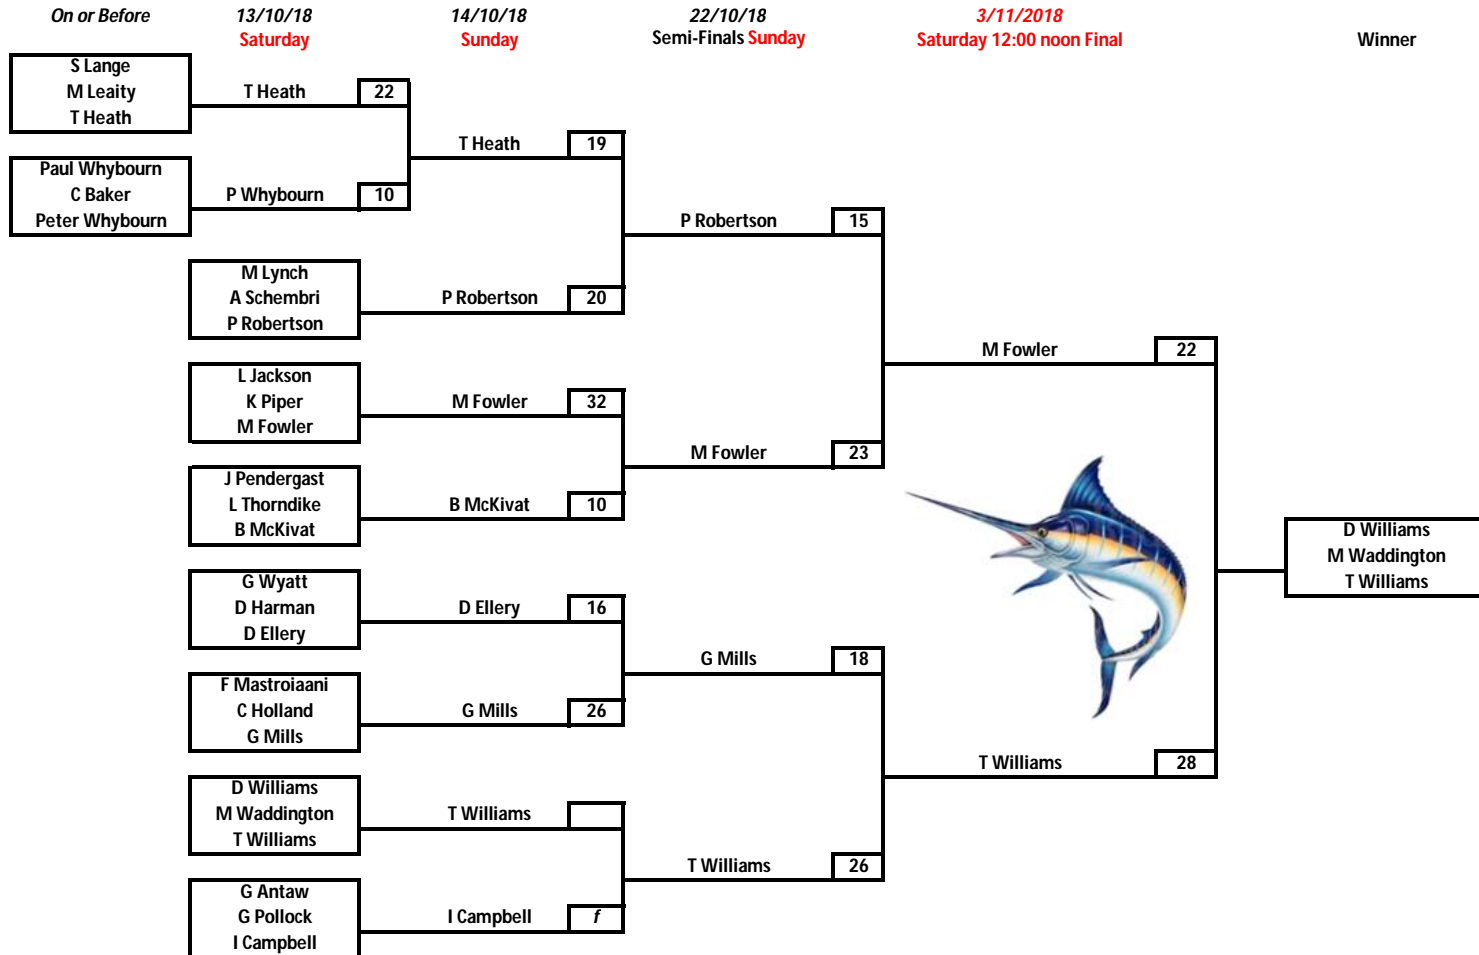 On or Before 13/10/18 14/10/18 22/10/18 3/11/2018
Saturday Sunday Semi-Finals Sunday Saturday 12:00 noon Final Winner
S Lange
M Leaity
T Heath
T Heath 22
Paul Whybourn
C Baker
Peter Whybourn
P Whybourn 10
T Heath 19
M Lynch
A Schembri
P Robertson
P Robertson 20
P Robertson 15
L Jackson
K Piper
M Fowler
M Fowler 32
J Pendergast
L Thorndike
B McKivat
B McKivat 10
M Fowler 23
M Fowler 22
G Wyatt
D Harman
D Ellery
D Ellery 16
F Mastroiaani
C Holland
G Mills
G Mills 26
G Mills 18
D Williams
M Waddington
T Williams
T Williams
G Antaw
G Pollock
I Campbell
I Campbell f
T Williams 26
T Williams 28
D Williams
M Waddington
T Williams